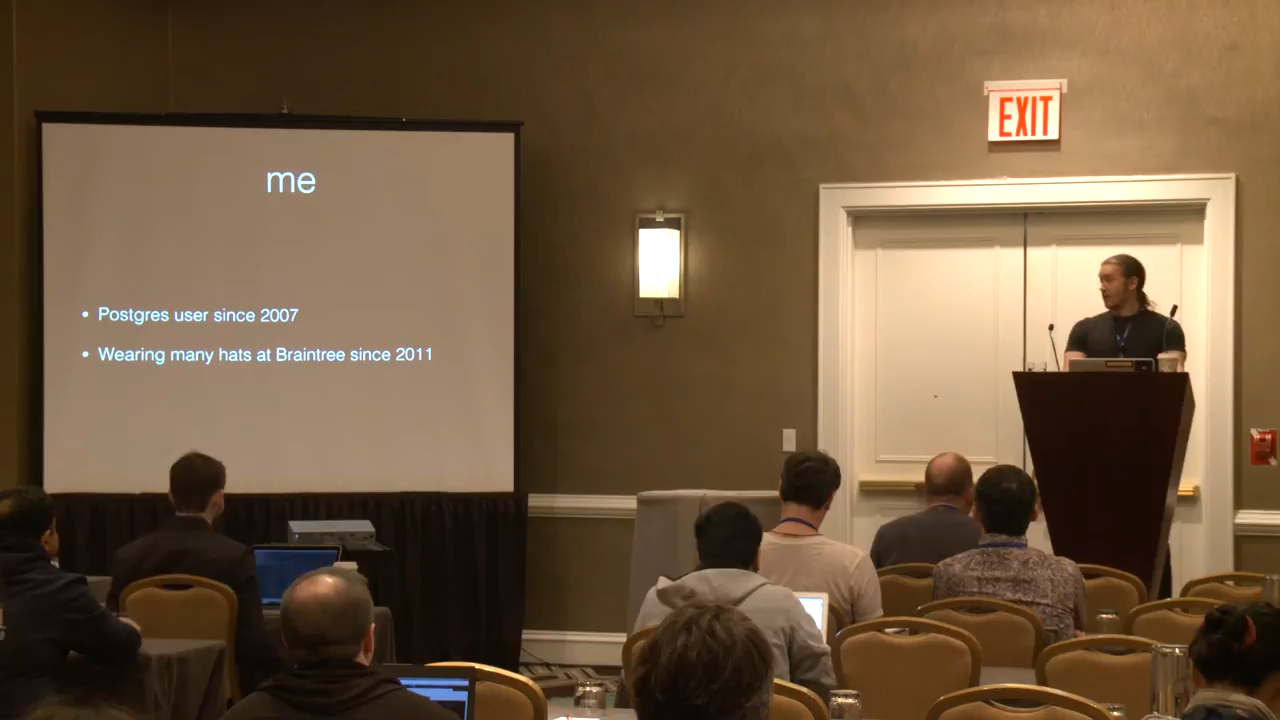 me
• Postgres user since 2007
• Wearing many hats at Braintree since 2011
EXIT